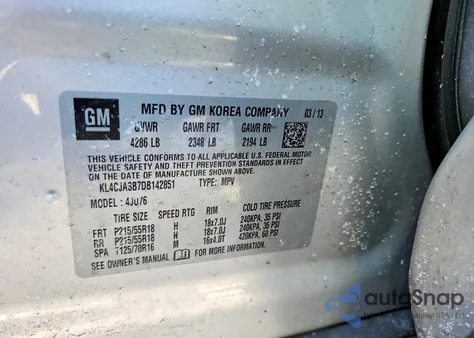 GM
MFD BY GM KOREA COMPANY 03/13
GVWR GAWR FRT GAWR RR
4286 LB 2348 LB 2194 LB
THIS VEHICLE CONFORMS TO ALL APPLICABLE U.S. FEDERAL MOTOR
VEHICLE SAFETY AND THEFT PREVENTION STANDARDS IN EFFECT ON
THE DATE OF MANUFACTURE SHOWN ABOVE.
KL4CJASB7DB142851 TYPE: MPV
MODEL: 4JU76
TIRE SIZE SPEED RTG RIM COLD TIRE PRESSURE
FRT P215/55R18 H 18x7.0J 240KPA, 35 PSI
RR P215/55R18 H 18x7.0J 240KPA, 35 PSI
SPA T125/70R16 M 16x4.0T 420KPA, 60 PSI
SEE OWNER'S MANUAL FOR MORE INFORMATION
autoSnap